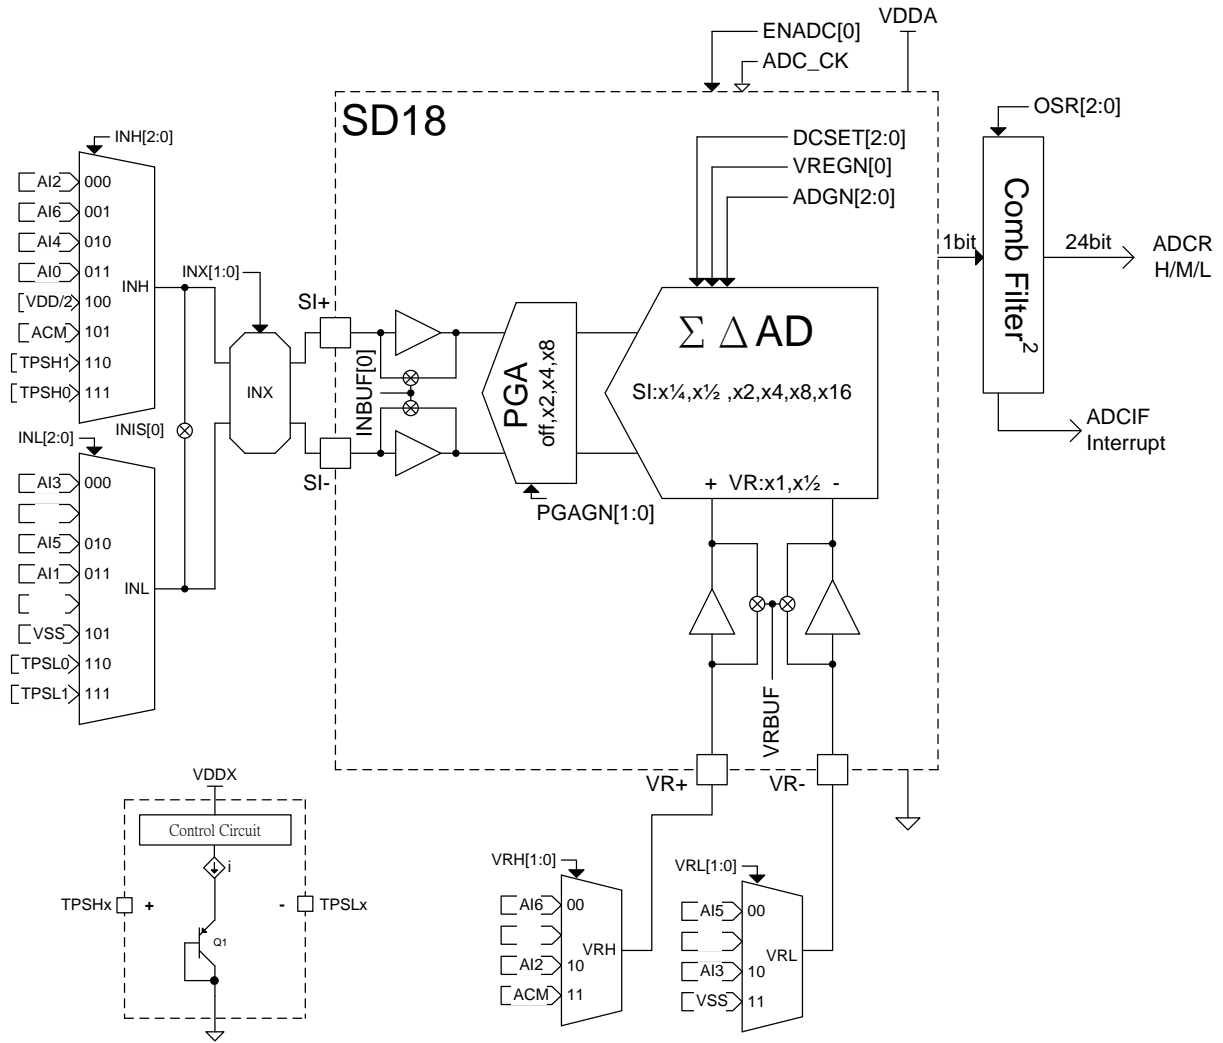 ENADC[0]
VDDA
ADC_CK
SD18
OSR[2:0]
INH[2:0]
DCSET[2:0]
VREGN[0]
ADGN[2:0]
AI2 000
AI6 001
AI4 010
AI0 011
VDD/2 100
ACM 101
TPSH1 110
TPSH0 111
INH
INX[1:0]
INX
INIS[0]
SI+
SI-
INBUF[0]
PGA
off,x2,x4,x8
PGAGN[1:0]
Σ Δ AD
SI:x¼,x½ ,x2,x4,x8,x16
+ VR:x1,x½ -
1bit
Comb Filter²
24bit
ADCR
H/M/L
ADCIF
Interrupt
INL[2:0]
AI3 000
AI5 010
AI1 011
VSS 101
TPSL0 110
TPSL1 111
INL
VRBUF
VR+
VR-
VDDX
Control Circuit
i
TPSHx
+
-
TPSLx
Q1
VRH[1:0]
AI6 00
AI2 10
ACM 11
VRH
VRL[1:0]
AI5 00
AI3 10
VSS 11
VRL